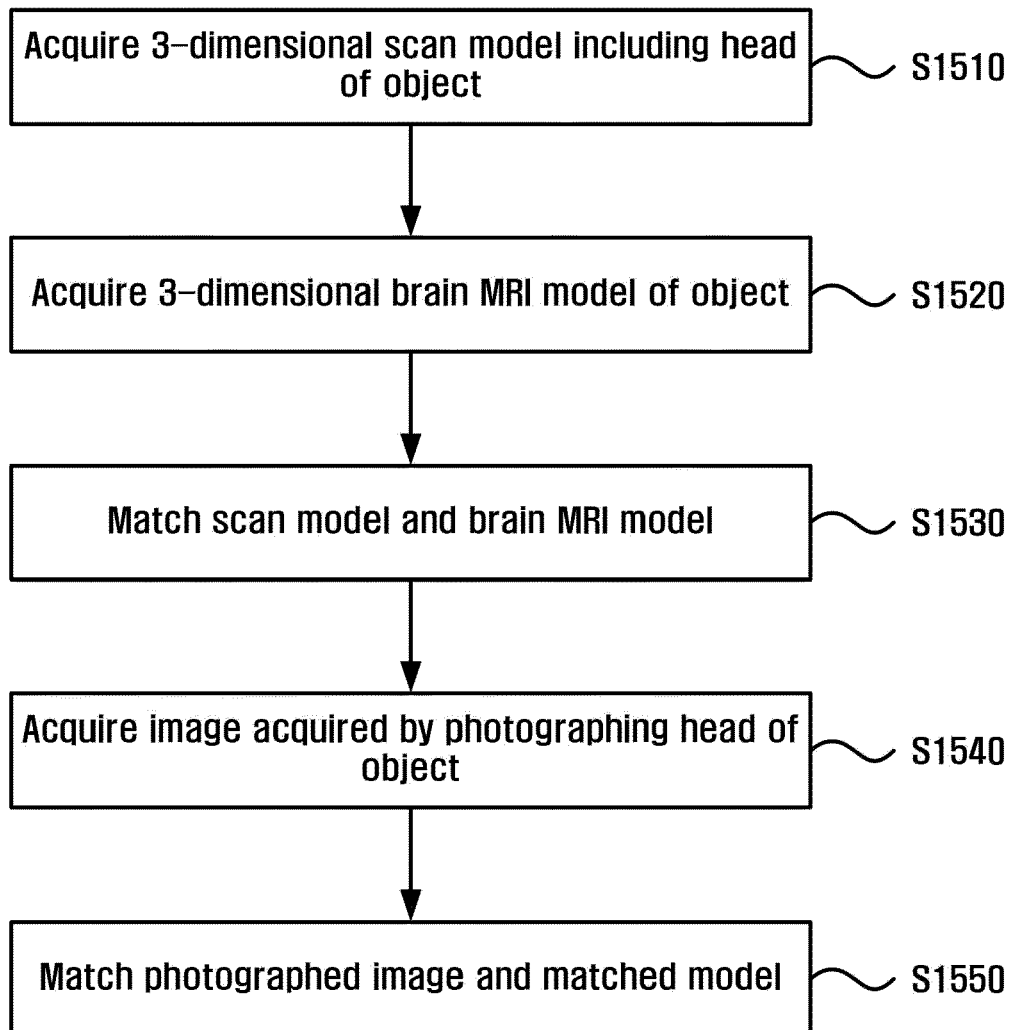 Acquire 3-dimensional scan model including head
of object
S1510
Acquire 3-dimensional brain MRI model of object
S1520
Match scan model and brain MRI model
S1530
Acquire image acquired by photographing head of
object
S1540
Match photographed image and matched model
S1550